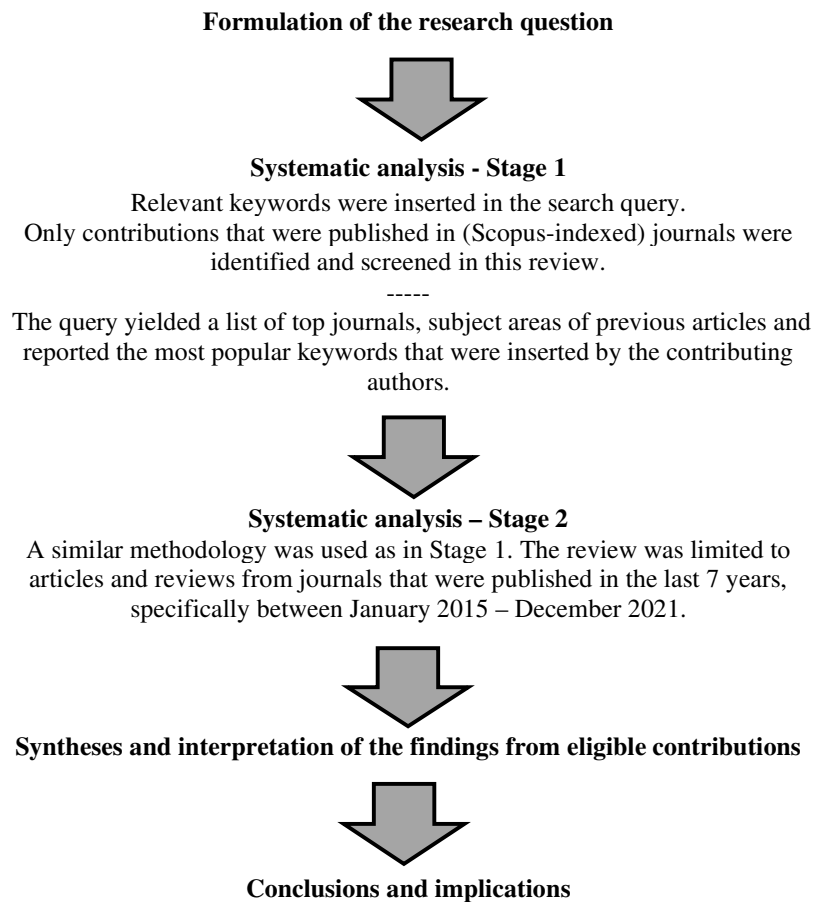 Formulation of the research question
Systematic analysis - Stage 1
Relevant keywords were inserted in the search query.
Only contributions that were published in (Scopus-indexed) journals were
identified and screened in this review.
-----
The query yielded a list of top journals, subject areas of previous articles and
reported the most popular keywords that were inserted by the contributing
authors.
Systematic analysis – Stage 2
A similar methodology was used as in Stage 1. The review was limited to
articles and reviews from journals that were published in the last 7 years,
specifically between January 2015 – December 2021.
Syntheses and interpretation of the findings from eligible contributions
Conclusions and implications